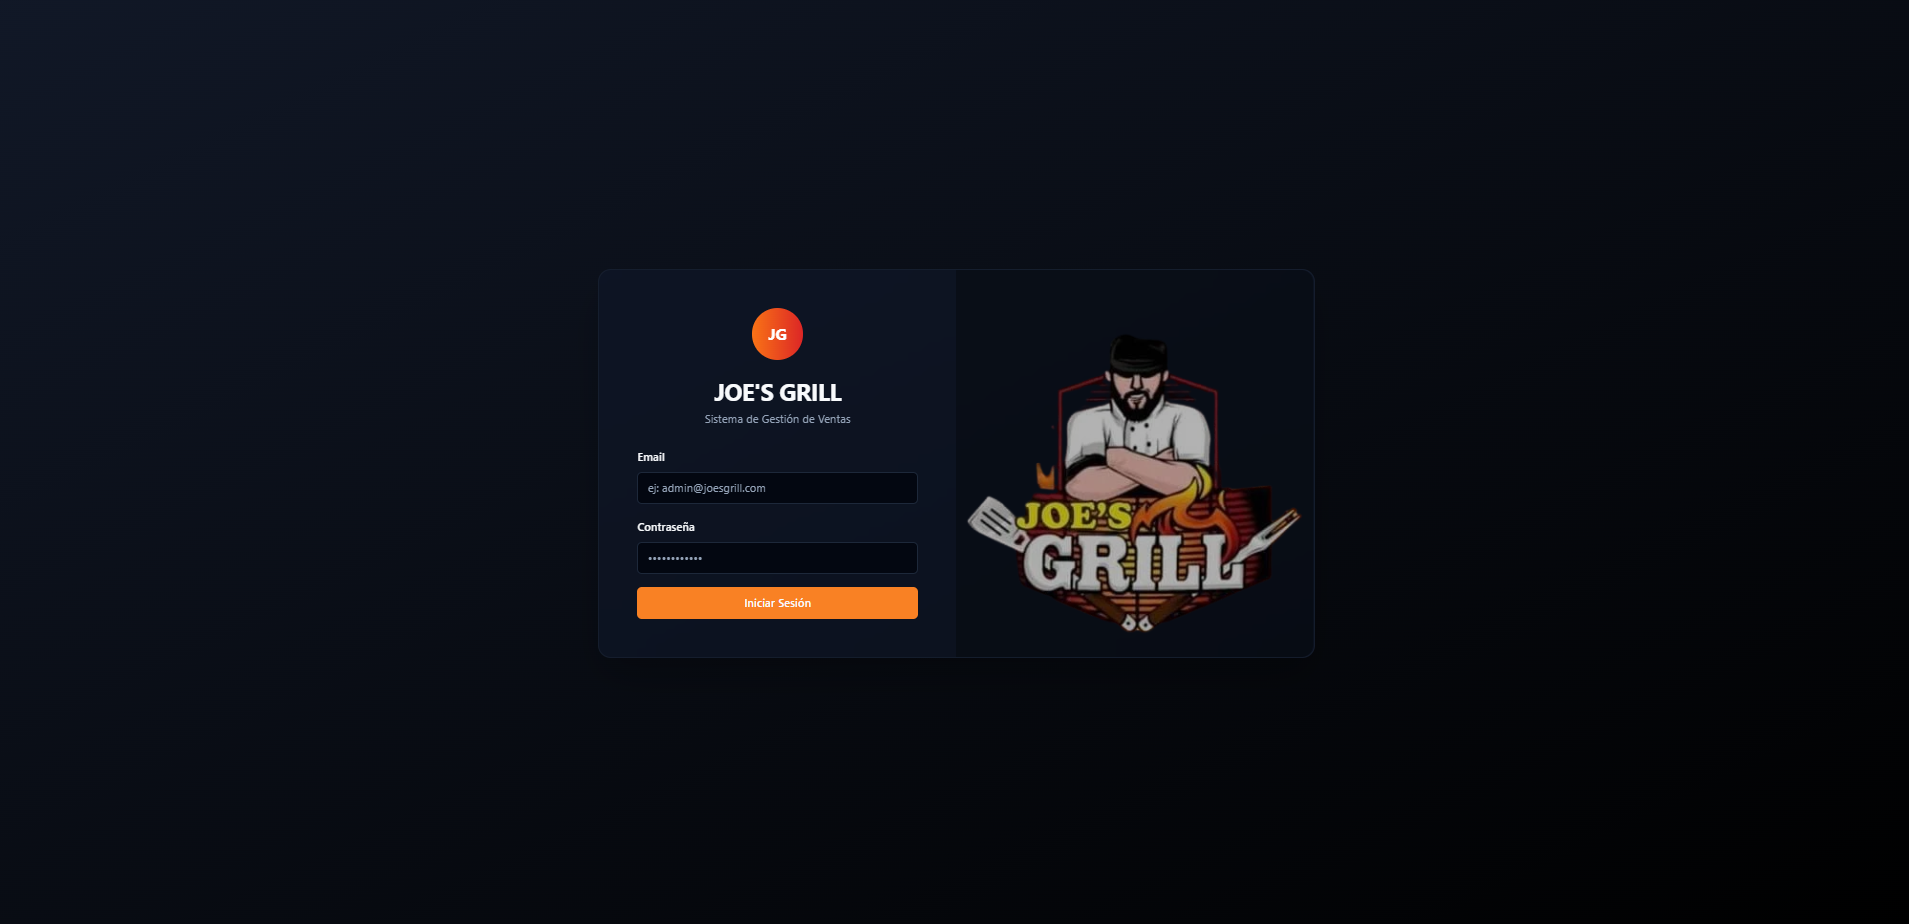 JG
JOE'S GRILL
Sistema de Gestión de Ventas
Email
ej: admin@joesgrill.com
Contraseña
••••••••••••
Iniciar Sesión
JOE'S
GRILL